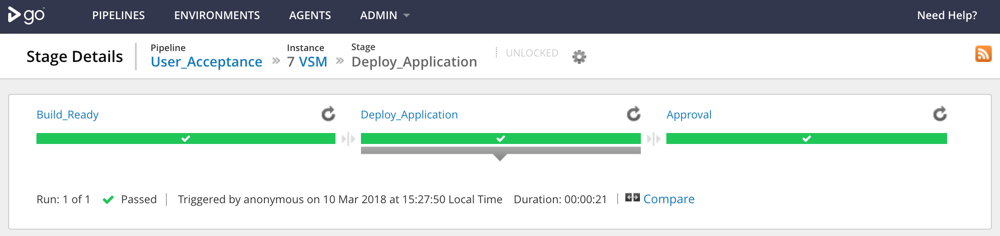 go PIPELINES ENVIRONMENTS AGENTS ADMIN Need Help?
Stage Details
Pipeline Instance Stage
User_Acceptance » 7 VSM » Deploy_Application UNLOCKED
Build_Ready Deploy_Application Approval
Run: 1 of 1 Passed Triggered by anonymous on 10 Mar 2018 at 15:27:50 Local Time Duration: 00:00:21 Compare